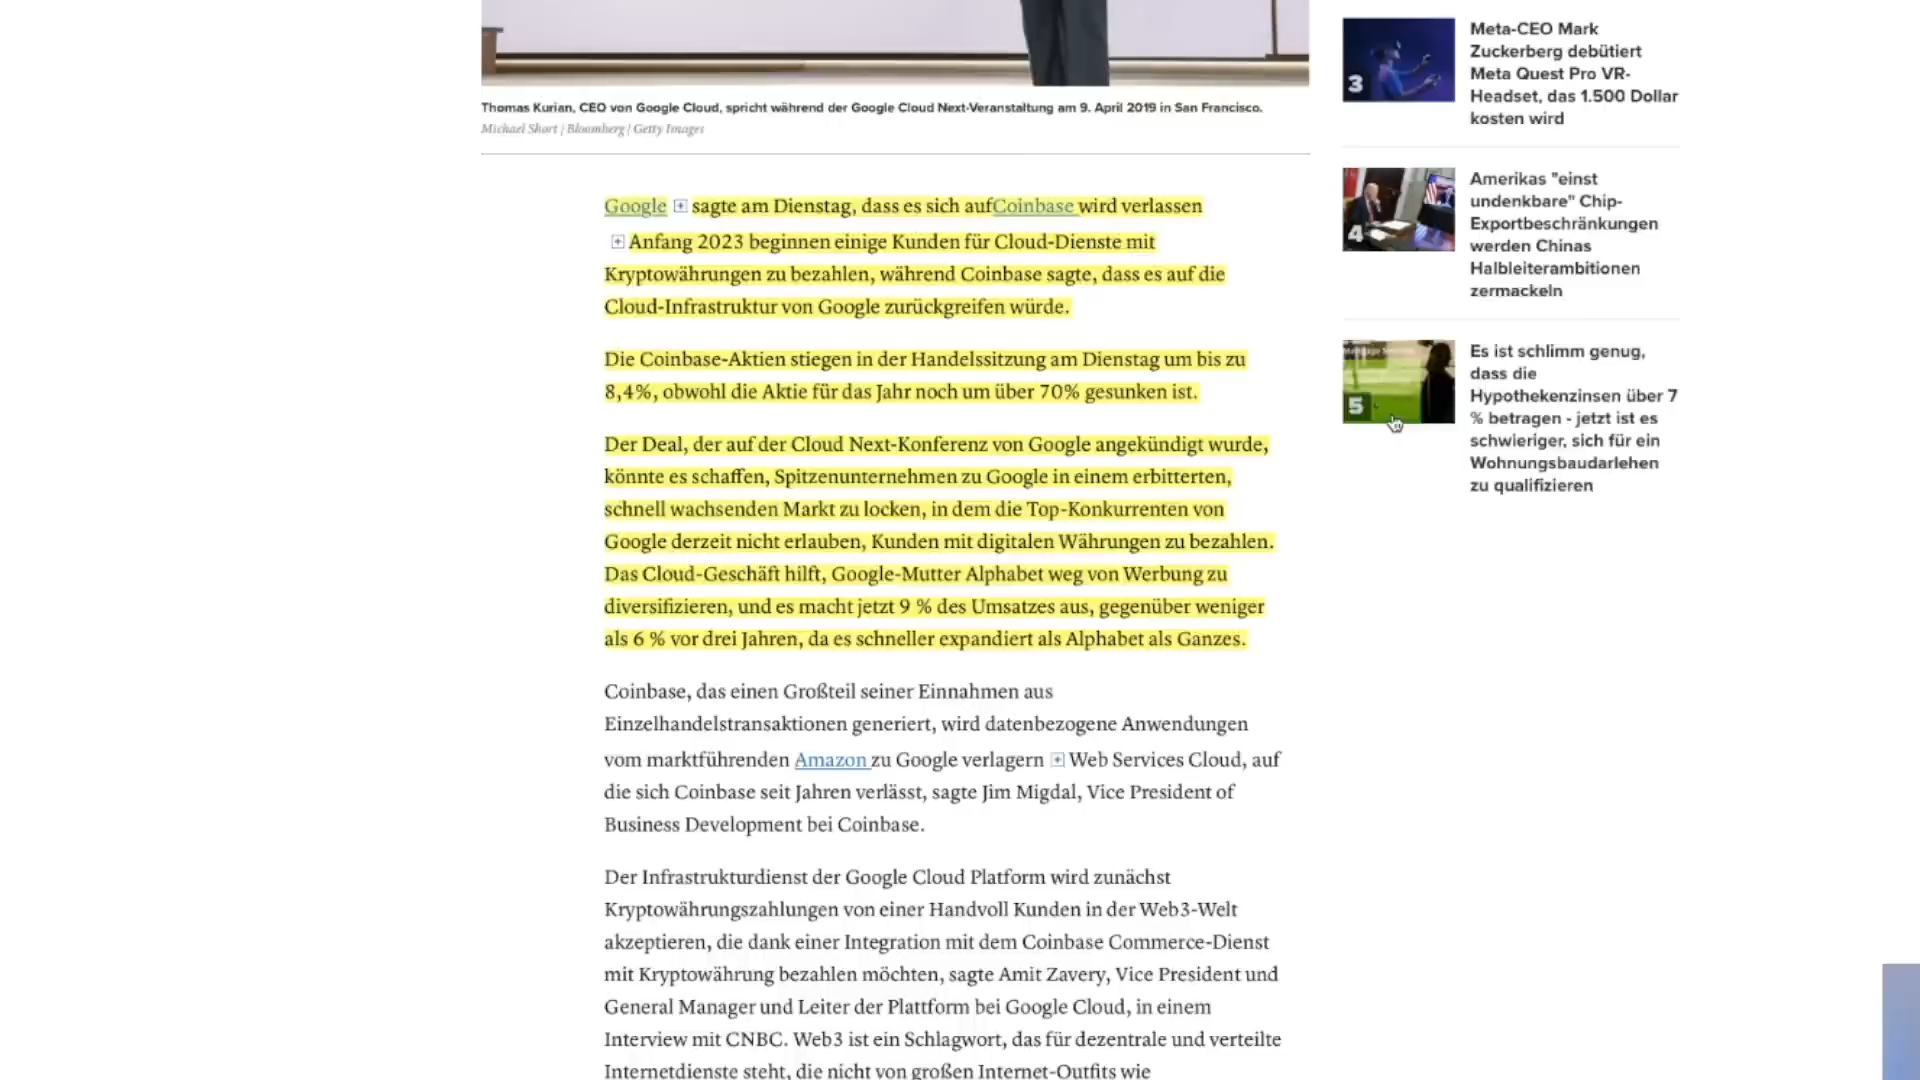 Thomas Kurian, CEO von Google Cloud, spricht während der Google Cloud Next-Veranstaltung am 9. April 2019 in San Francisco.
Michael Short | Bloomberg | Getty Images
Google sagte am Dienstag, dass es sich aufCoinbase wird verlassen
Anfang 2023 beginnen einige Kunden für Cloud-Dienste mit
Kryptowährungen zu bezahlen, während Coinbase sagte, dass es auf die
Cloud-Infrastruktur von Google zurückgreifen würde.
Die Coinbase-Aktien stiegen in der Handelssitzung am Dienstag um bis zu
8,4%, obwohl die Aktie für das Jahr noch um über 70% gesunken ist.
Der Deal, der auf der Cloud Next-Konferenz von Google angekündigt wurde,
könnte es schaffen, Spitzenunternehmen zu Google in einem erbitterten,
schnell wachsenden Markt zu locken, in dem die Top-Konkurrenten von
Google derzeit nicht erlauben, Kunden mit digitalen Währungen zu bezahlen.
Das Cloud-Geschäft hilft, Google-Mutter Alphabet weg von Werbung zu
diversifizieren, und es macht jetzt 9 % des Umsatzes aus, gegenüber weniger
als 6 % vor drei Jahren, da es schneller expandiert als Alphabet als Ganzes.
Coinbase, das einen Großteil seiner Einnahmen aus
Einzelhandelstransaktionen generiert, wird datenbezogene Anwendungen
vom marktführenden Amazon zu Google verlagern Web Services Cloud, auf
die sich Coinbase seit Jahren verlässt, sagte Jim Migdal, Vice President of
Business Development bei Coinbase.
Der Infrastrukturdienst der Google Cloud Platform wird zunächst
Kryptowährungszahlungen von einer Handvoll Kunden in der Web3-Welt
akzeptieren, die dank einer Integration mit dem Coinbase Commerce-Dienst
mit Kryptowährung bezahlen möchten, sagte Amit Zavery, Vice President und
General Manager und Leiter der Plattform bei Google Cloud, in einem
Interview mit CNBC. Web3 ist ein Schlagwort, das für dezentrale und verteilte
Internetdienste steht, die nicht von großen Internet-Outfits wie
3
Meta-CEO Mark
Zuckerberg debütiert
Meta Quest Pro VR-
Headset, das 1.500 Dollar
kosten wird
4
Amerikas "einst
undenkbare" Chip-
Exportbeschränkungen
werden Chinas
Halbleiterambitionen
zermackeln
5
Es ist schlimm genug,
dass die
Hypothekenzinsen über 7
% betragen - jetzt ist es
schwieriger, sich für ein
Wohnungsbaudarlehen
zu qualifizieren